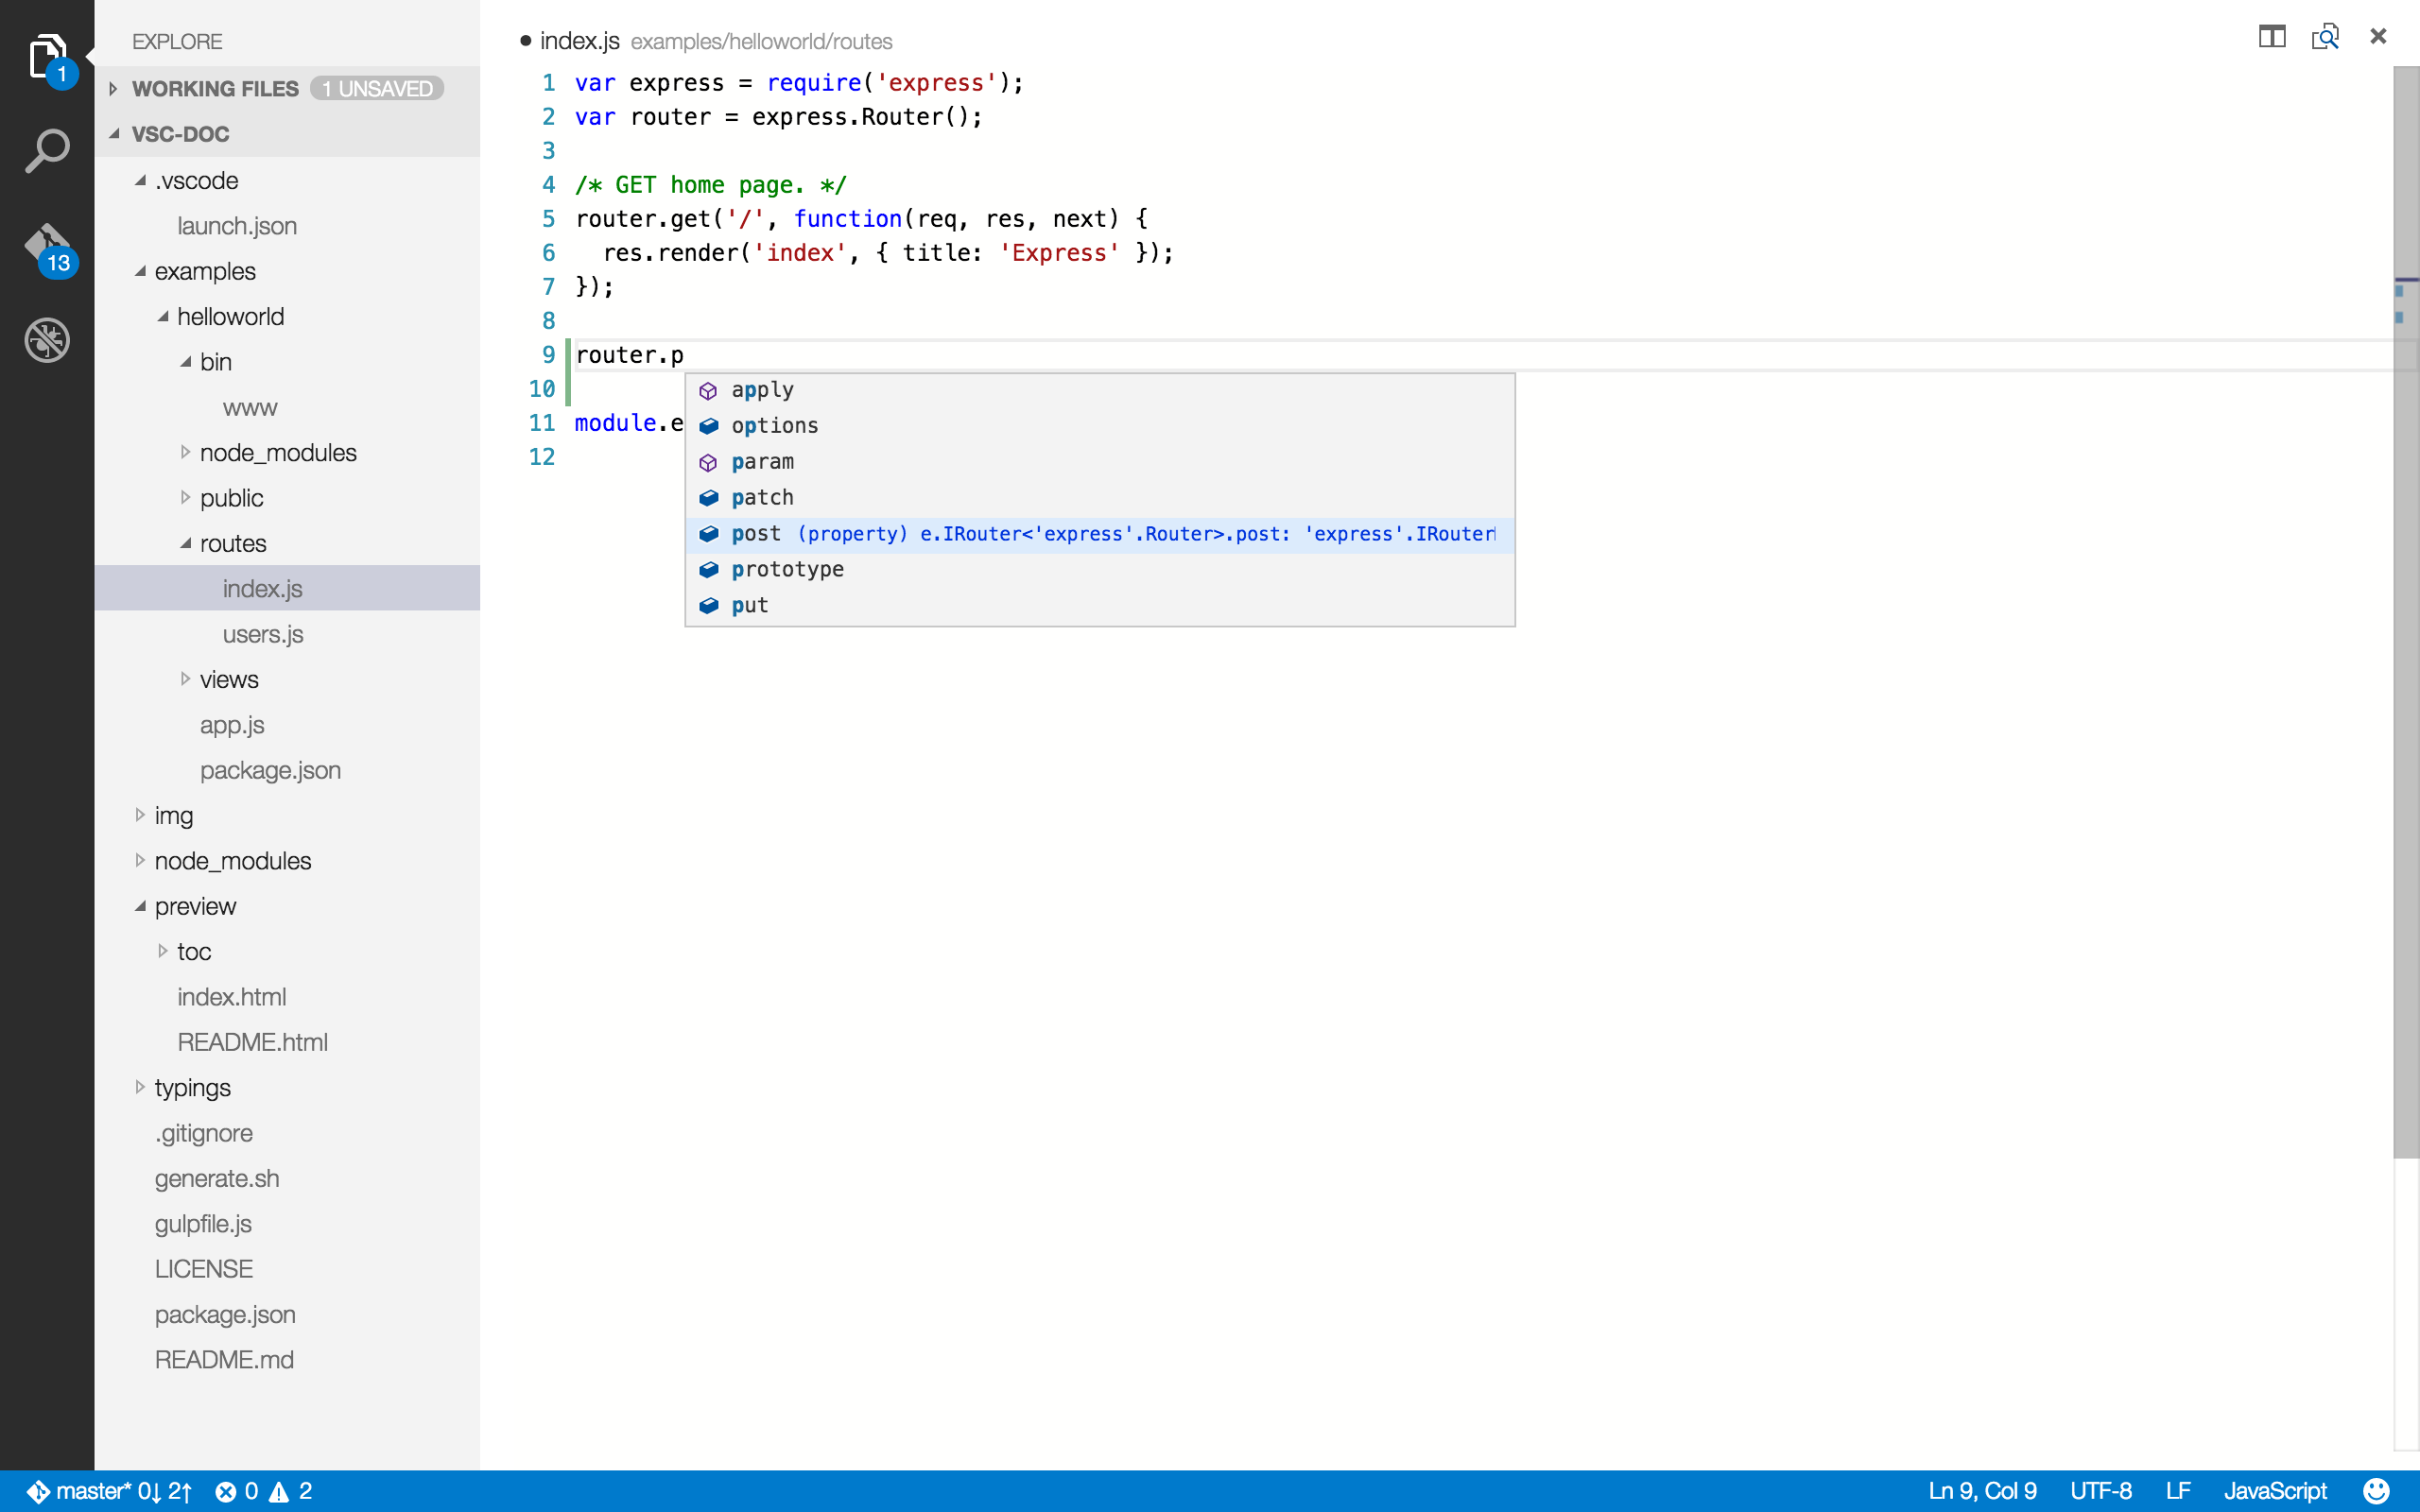 EXPLORE
WORKING FILES 1 UNSAVED
VSC-DOC
.vscode
launch.json
examples
helloworld
bin
www
node_modules
public
routes
index.js
users.js
views
app.js
package.json
img
node_modules
preview
toc
index.html
README.html
typings
.gitignore
generate.sh
gulpfile.js
LICENSE
package.json
README.md
1
13
● index.js examples/helloworld/routes
1 var express = require('express');
2 var router = express.Router();
3
4 /* GET home page. */
5 router.get('/', function(req, res, next) {
6 res.render('index', { title: 'Express' });
7 });
8
9 router.p
10
11 module.e
12
apply
options
param
patch
post (property) e.IRouter<'express'.Router>.post: 'express'.IRouter
prototype
put
master* 0↓ 2↑ 0 2
Ln 9, Col 9 UTF-8 LF JavaScript